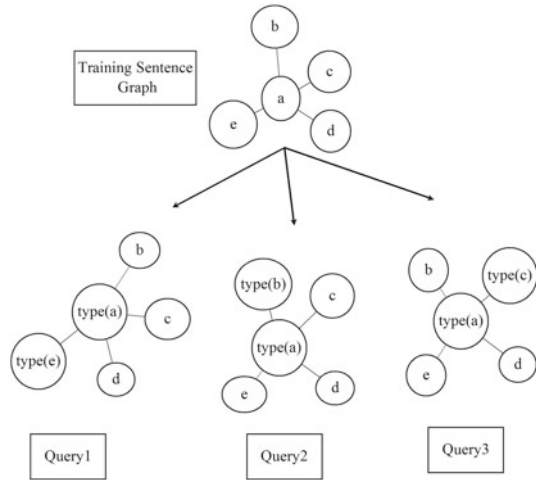 b
Training Sentence
Graph
c
a
e
d
b
type(a)
c
type(e)
d
type(b)
c
type(a)
e
d
b
type(c)
type(a)
e
d
Query1
Query2
Query3